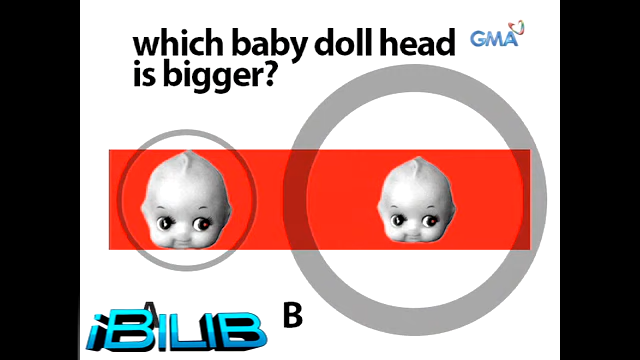 which baby doll head
is bigger?
GMA
A
B
iBILIB